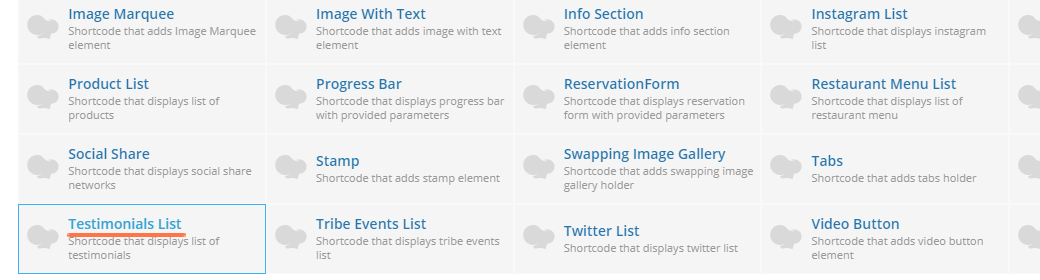 Image Marquee
Shortcode that adds Image Marquee
element
Image With Text
Shortcode that adds image with text
element
Info Section
Shortcode that adds info section
element
Instagram List
Shortcode that displays instagram
list
Product List
Shortcode that displays list of
products
Progress Bar
Shortcode that displays progress bar
with provided parameters
ReservationForm
Shortcode that displays reservation
form with provided parameters
Restaurant Menu List
Shortcode that displays list of
restaurant menu
Social Share
Shortcode that displays social share
networks
Stamp
Shortcode that adds stamp element
Swapping Image Gallery
Shortcode that adds swapping image
gallery holder
Tabs
Shortcode that adds tabs holder
Testimonials List
Shortcode that displays list of
testimonials
Tribe Events List
Shortcode that displays tribe events
list
Twitter List
Shortcode that displays twitter list
Video Button
Shortcode that adds video button
element